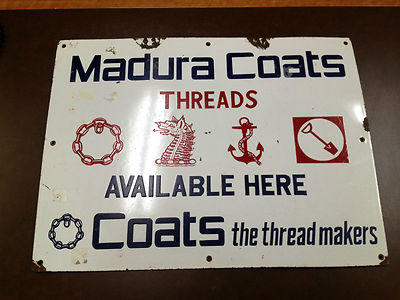 Madura Coats
THREADS
AVAILABLE HERE
Coats the thread makers